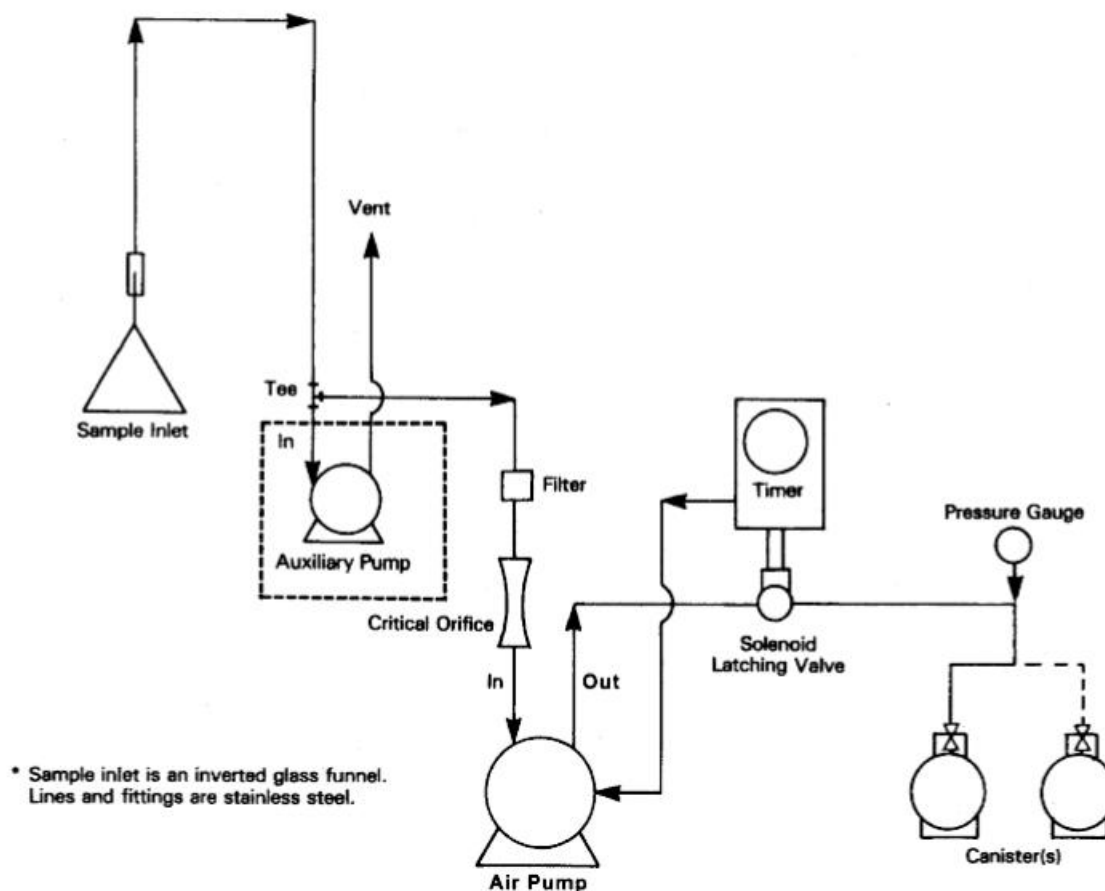 Vent
Tee
Sample Inlet
In
Auxiliary Pump
Filter
Critical Orifice
In
Out
Timer
Solenoid
Latching Valve
Pressure Gauge
* Sample inlet is an inverted glass funnel.
Lines and fittings are stainless steel.
Air Pump
Canister(s)